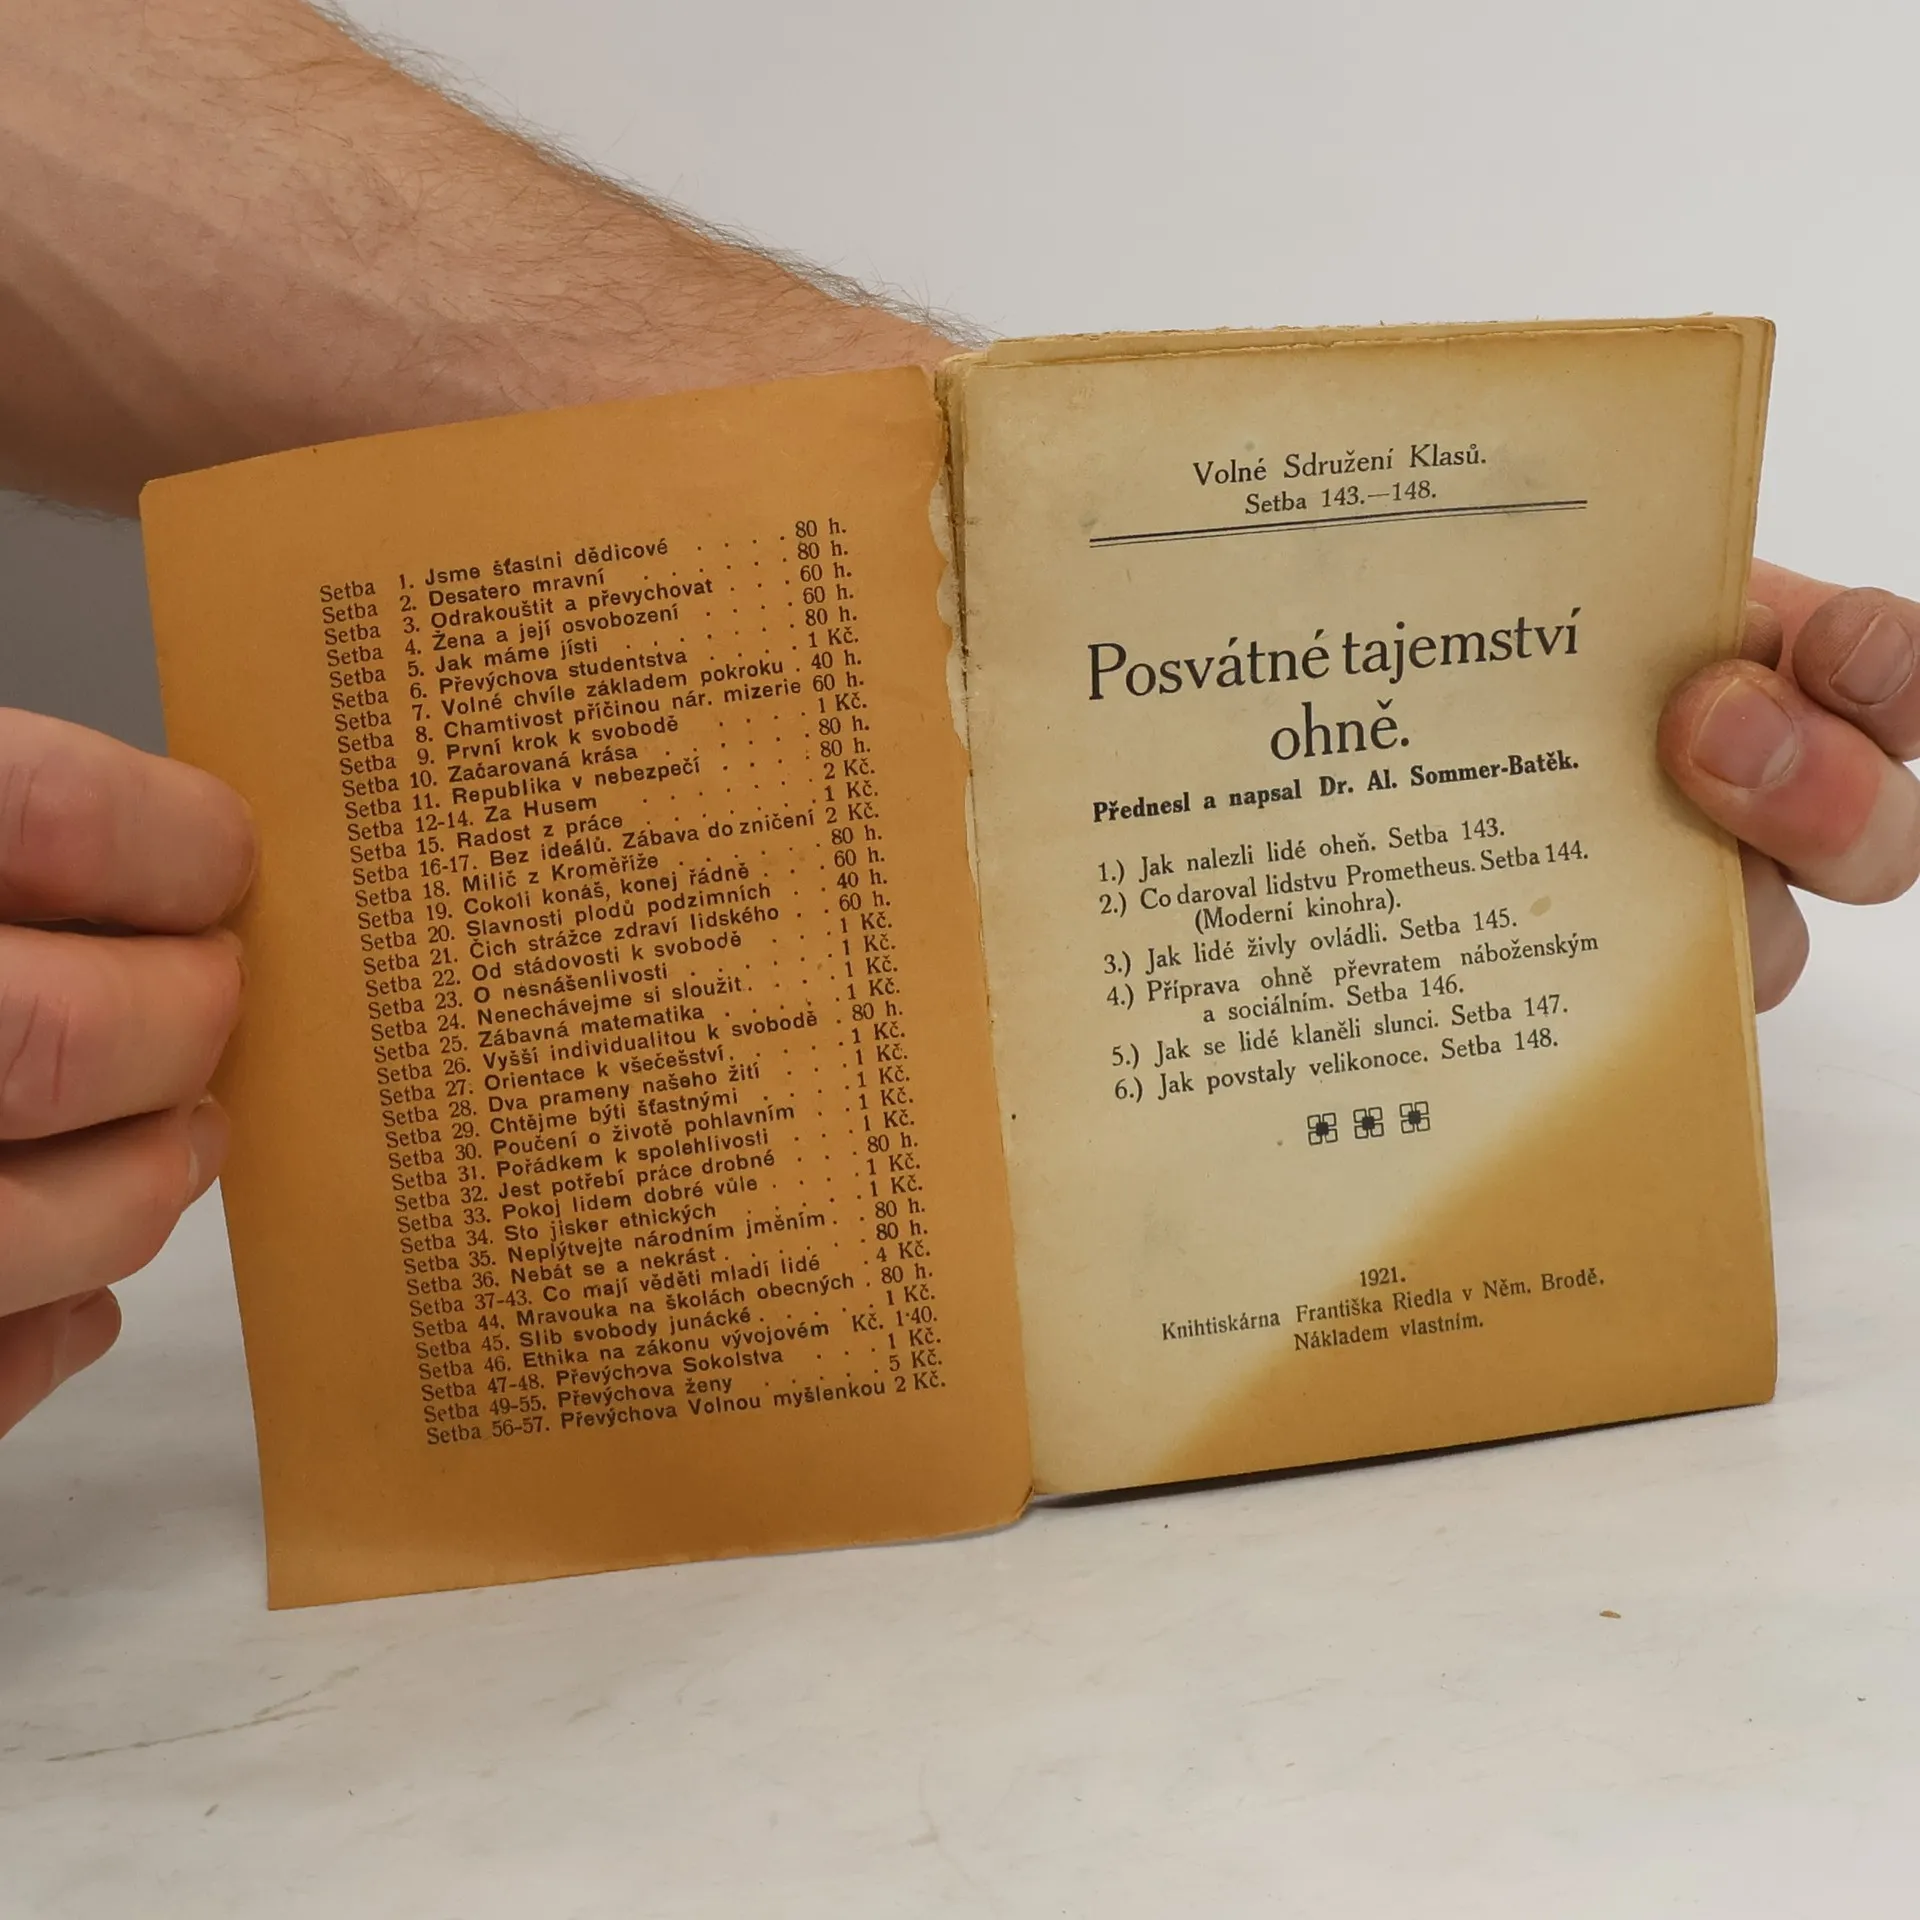 Setba 1. Jsme šťastni dědicové . . . . 80 h.
Setba 2. Desatero mravní . . . . . . 80 h.
Setba 3. Odrakouštit a převychovat . . . 60 h.
Setba 4. Žena a její osvobození . . . . 60 h.
Setba 5. Jak máme jísti . . . . . . 80 h.
Setba 6. Převýchova studentstva . . . . 1 Kč.
Setba 7. Volné chvíle základem pokroku . 40 h.
Setba 8. Chamtivost příčinou nár. mizerie 60 h.
Setba 9. První krok k svobodě . . . . 1 Kč.
Setba 10. Začarovaná krása . . . . . 80 h.
Setba 11. Republika v nebezpečí . . . . 80 h.
Setba 12-14. Za Husem . . . . . . 2 Kč.
Setba 15. Radost z práce . . . . . . 1 Kč.
Setba 16-17. Bez ideálů. Zábava do zničení 2 Kč.
Setba 18. Milič z Kroměříže . . . . . 80 h.
Setba 19. Cokoli konáš, konej řádně . . . 60 h.
Setba 20. Slavnosti plodů podzimních . . 40 h.
Setba 21. Čich strážce zdraví lidského . . 60 h.
Setba 22. Od stádovosti k svobodě . . . 1 Kč.
Setba 23. O nesnášenlivosti . . . . . 1 Kč.
Setba 24. Nenechávejme si sloužit . . . . 1 Kč.
Setba 25. Zábavná matematika . . . . . 1 Kč.
Setba 26. Vyšší individualitou k svobodě . 80 h.
Setba 27. Orientace k všečešství . . . . . 1 Kč.
Setba 28. Dva prameny našeho žití . . . 1 Kč.
Setba 29. Chtějme býti šťastnými . . . . 1 Kč.
Setba 30. Poučení o životě pohlavním . . 1 Kč.
Setba 31. Pořádkem k spolehlivosti . . . 1 Kč.
Setba 32. Jest potřebí práce drobné . . . 80 h.
Setba 33. Pokoj lidem dobré vůle . . . . 1 Kč.
Setba 34. Sto jisker ethických . . . . . 1 Kč.
Setba 35. Neplýtvejte národním jměním . . 80 h.
Setba 36. Nebát se a nekrást . . . . . 80 h.
Setba 37-43. Co mají věděti mladí lidé . 4 Kč.
Setba 44. Mravouka na školách obecných . 80 h.
Setba 45. Slib svobody junácké . . . . . 1 Kč.
Setba 46. Ethika na zákonu vývojovém Kč. 1·40.
Setba 47-48. Převýchova Sokolstva . . . 1 Kč.
Setba 49-55. Převýchova ženy . . . . . 5 Kč.
Setba 56-57. Převýchova Volnou myšlenkou 2 Kč.
Volné Sdružení Klasů.
Setba 143.—148.
Posvátné tajemství
ohně.
Přednesl a napsal Dr. Al. Sommer-Batěk.
1.) Jak nalezli lidé oheň. Setba 143.
2.) Co daroval lidstvu Prometheus. Setba 144.
(Moderní kinohra).
3.) Jak lidé živly ovládli. Setba 145.
4.) Příprava ohně převratem náboženským
a sociálním. Setba 146.
5.) Jak se lidé klaněli slunci. Setba 147.
6.) Jak povstaly velikonoce. Setba 148.
1921.
Knihtiskárna Františka Riedla v Něm. Brodě.
Nákladem vlastním.